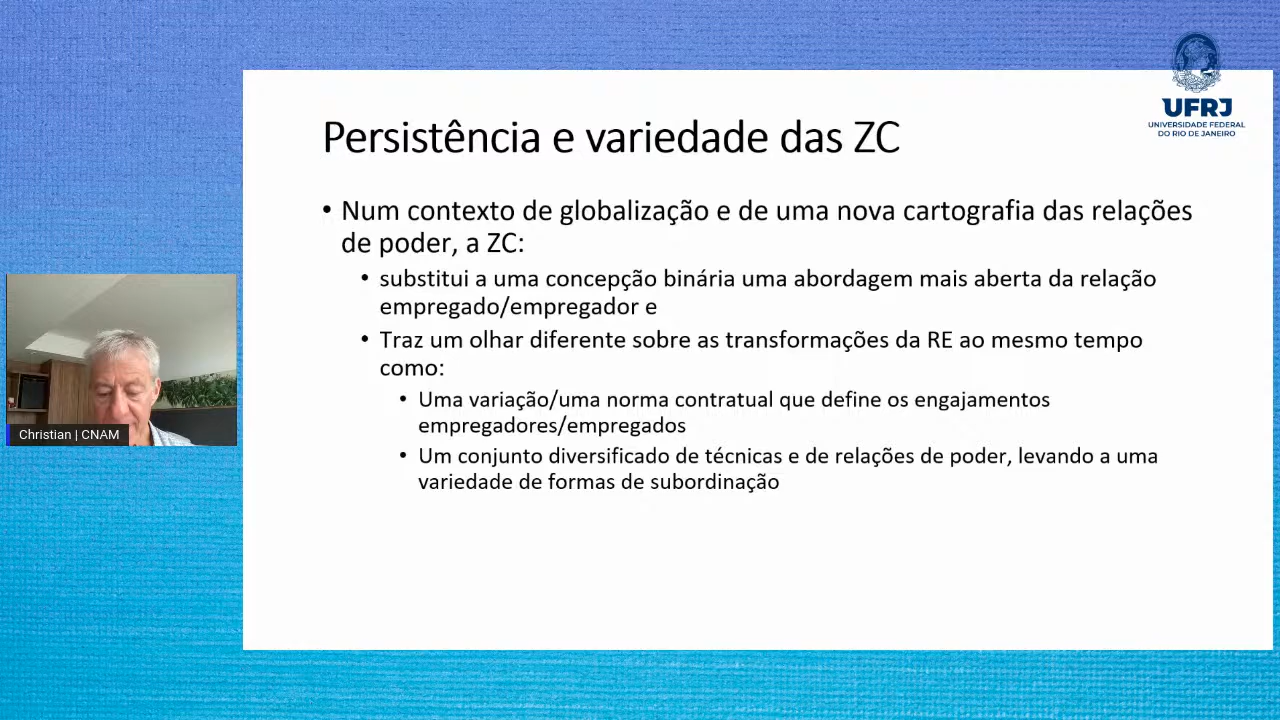 UFRJ
UNIVERSIDADE FEDERAL
DO RIO DE JANEIRO
Persistência e variedade das ZC
• Num contexto de globalização e de uma nova cartografia das relações
de poder, a ZC:
• substitui a uma concepção binária uma abordagem mais aberta da relação
empregado/empregador e
• Traz um olhar diferente sobre as transformações da RE ao mesmo tempo
como:
• Uma variação/uma norma contratual que define os engajamentos
empregadores/empregados
• Um conjunto diversificado de técnicas e de relações de poder, levando a uma
variedade de formas de subordinação
Christian | CNAM